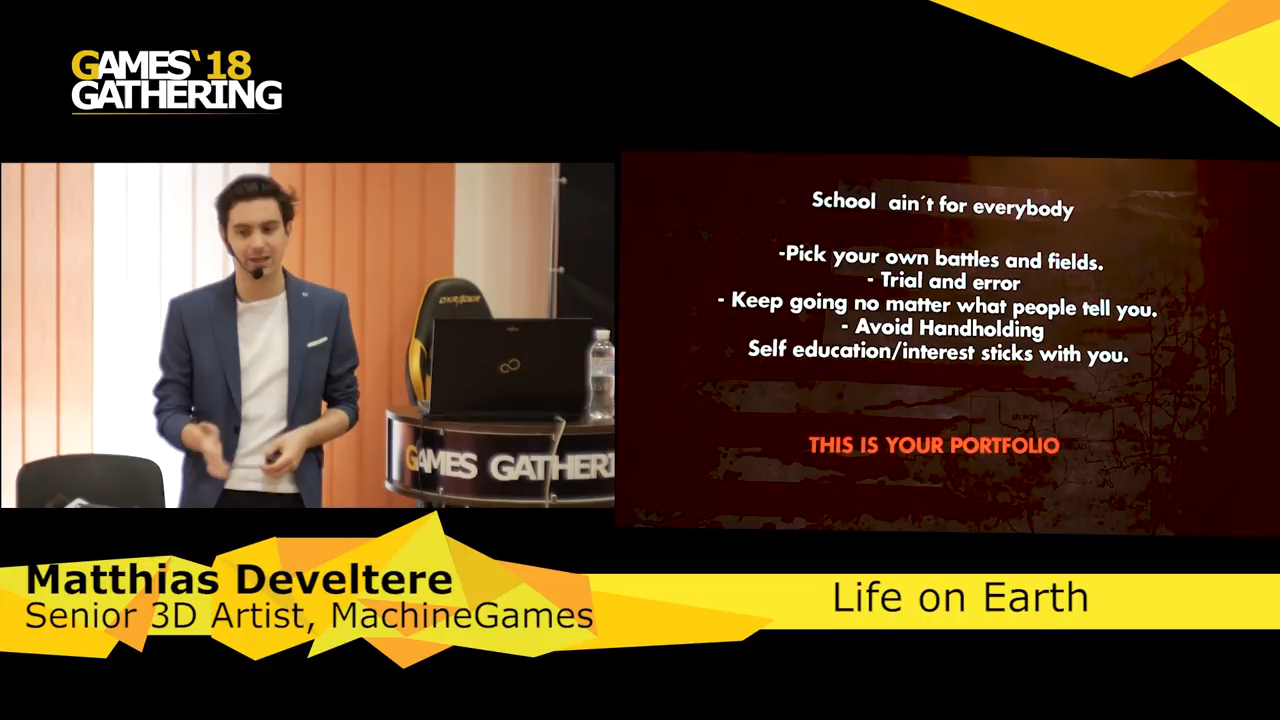 GAMES‘18
GATHERING
School ain´t for everybody
-Pick your own battles and fields.
- Trial and error
- Keep going no matter what people tell you.
- Avoid Handholding
Self education/interest sticks with you.
THIS IS YOUR PORTFOLIO
DXRACER
GAMES GATHERI
Matthias Develtere
Senior 3D Artist, MachineGames
Life on Earth